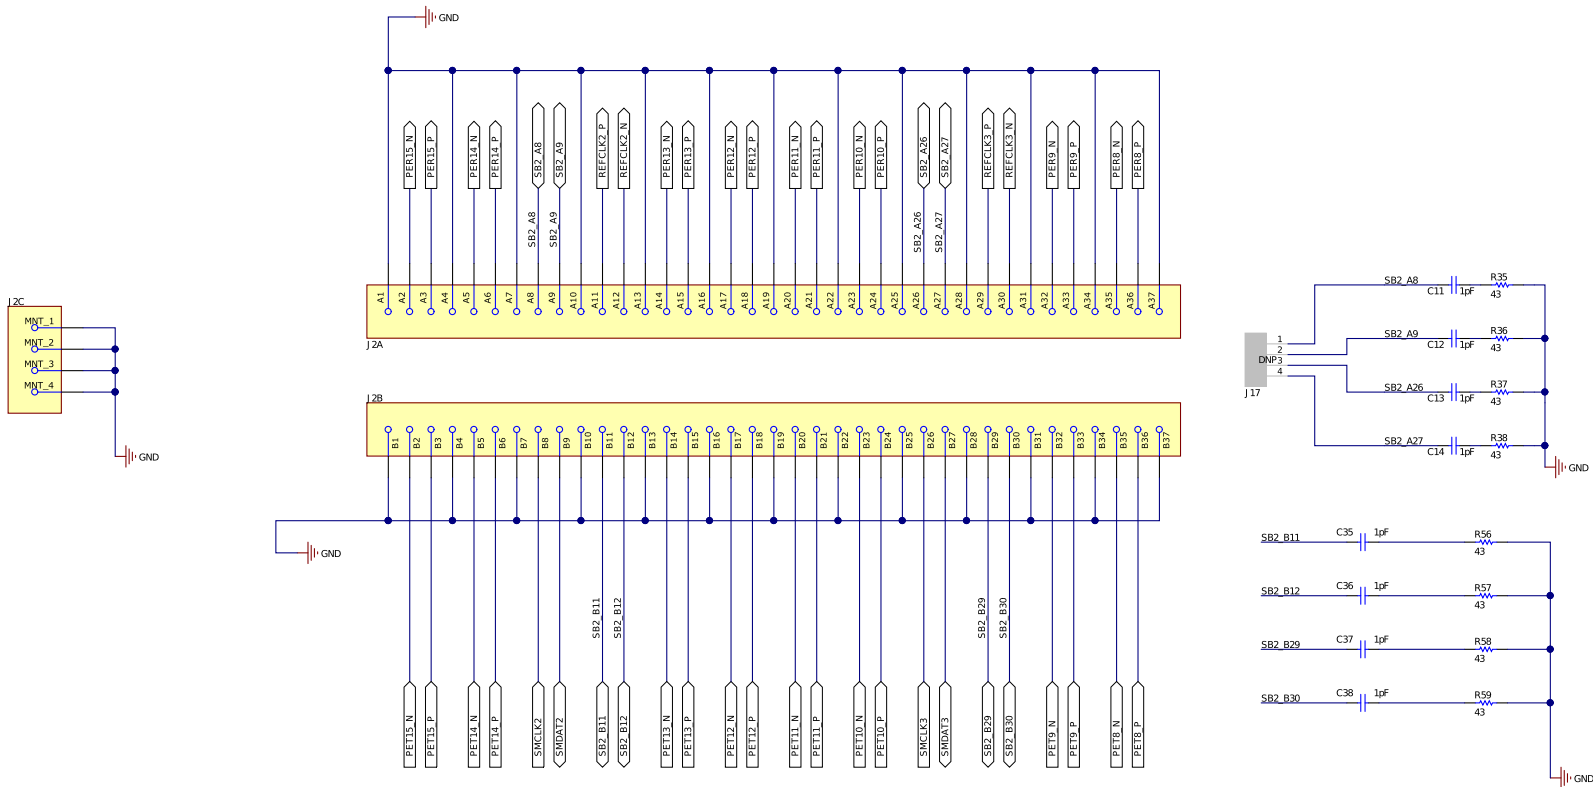 GND
PER15_N
PER15_P
PER14_N
PER14_P
SB2_A8
SB2_A9
REFCLK2_P
REFCLK2_N
PER13_N
PER13_P
PER12_N
PER12_P
PER11_N
PER11_P
PER10_N
PER10_P
SB2_A26
SB2_A27
REFCLK3_P
REFCLK3_N
PER9_N
PER9_P
PER8_N
PER8_P
SB2_A8
SB2_A9
SB2_A26
SB2_A27
A1
A2
A3
A4
A5
A6
A7
A8
A9
A10
A11
A12
A13
A14
A15
A16
A17
A18
A19
A20
A21
A22
A23
A24
A25
A26
A27
A28
A29
A30
A31
A32
A33
A34
A35
A36
A37
J2A
J2C
MNT_1
MNT_2
MNT_3
MNT_4
GND
J2B
B1
B2
B3
B4
B5
B6
B7
B8
B9
B10
B11
B12
B13
B14
B15
B16
B17
B18
B19
B20
B21
B22
B23
B24
B25
B26
B27
B28
B29
B30
B31
B32
B33
B34
B35
B36
B37
GND
SB2_B11
SB2_B12
SB2_B29
SB2_B30
PET15_N
PET15_P
PET14_N
PET14_P
SMCLK2
SMDAT2
SB2_B11
SB2_B12
PET13_N
PET13_P
PET12_N
PET12_P
PET11_N
PET11_P
PET10_N
PET10_P
SMCLK3
SMDAT3
SB2_B29
SB2_B30
PET9_N
PET9_P
PET8_N
PET8_P
1
2
DNP3
4
J17
SB2_A8
C11 1pF
R35
43
SB2_A9
C12 1pF
R36
43
SB2_A26
C13 1pF
R37
43
SB2_A27
C14 1pF
R38
43
GND
SB2_B11
C35 1pF
R56
43
SB2_B12
C36 1pF
R57
43
SB2_B29
C37 1pF
R58
43
SB2_B30
C38 1pF
R59
43
GND